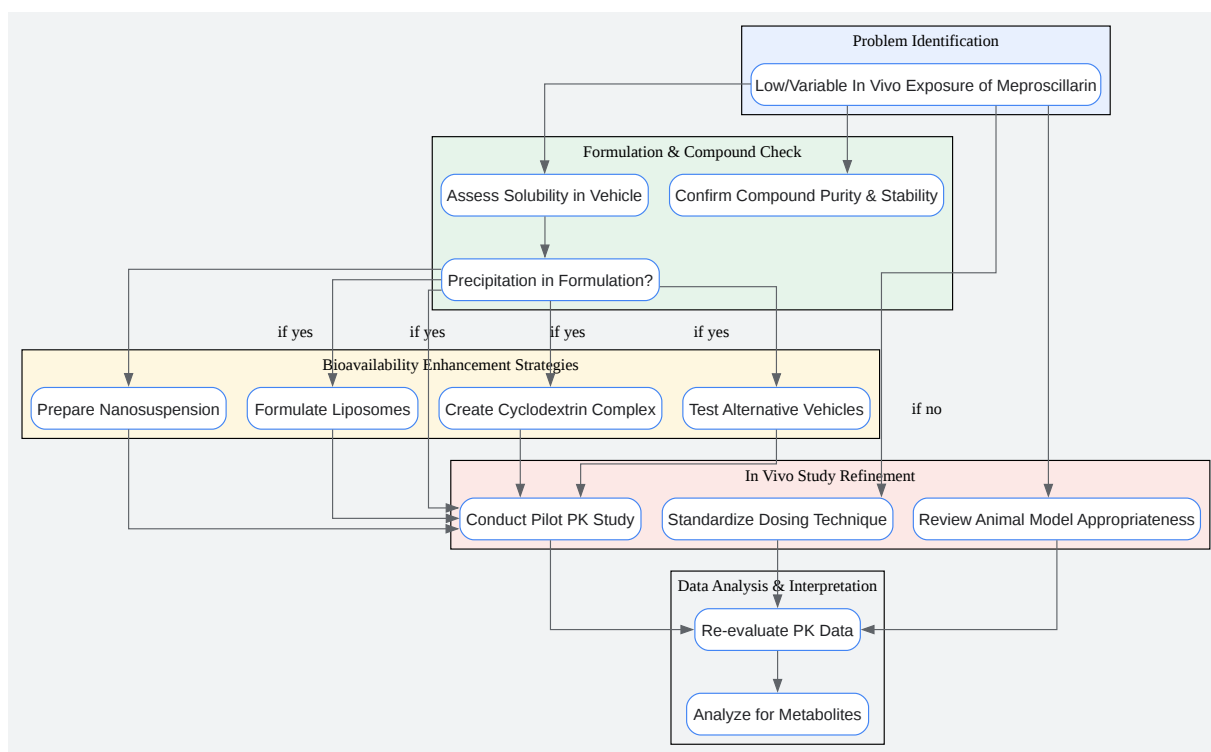 Problem Identification
Low/Variable In Vivo Exposure of Meproscillarin
Formulation & Compound Check
Assess Solubility in Vehicle
Confirm Compound Purity & Stability
Precipitation in Formulation?
if yes
if yes
if yes
if yes
Bioavailability Enhancement Strategies
Prepare Nanosuspension
Formulate Liposomes
Create Cyclodextrin Complex
Test Alternative Vehicles
if no
In Vivo Study Refinement
Conduct Pilot PK Study
Standardize Dosing Technique
Review Animal Model Appropriateness
Data Analysis & Interpretation
Re-evaluate PK Data
Analyze for Metabolites